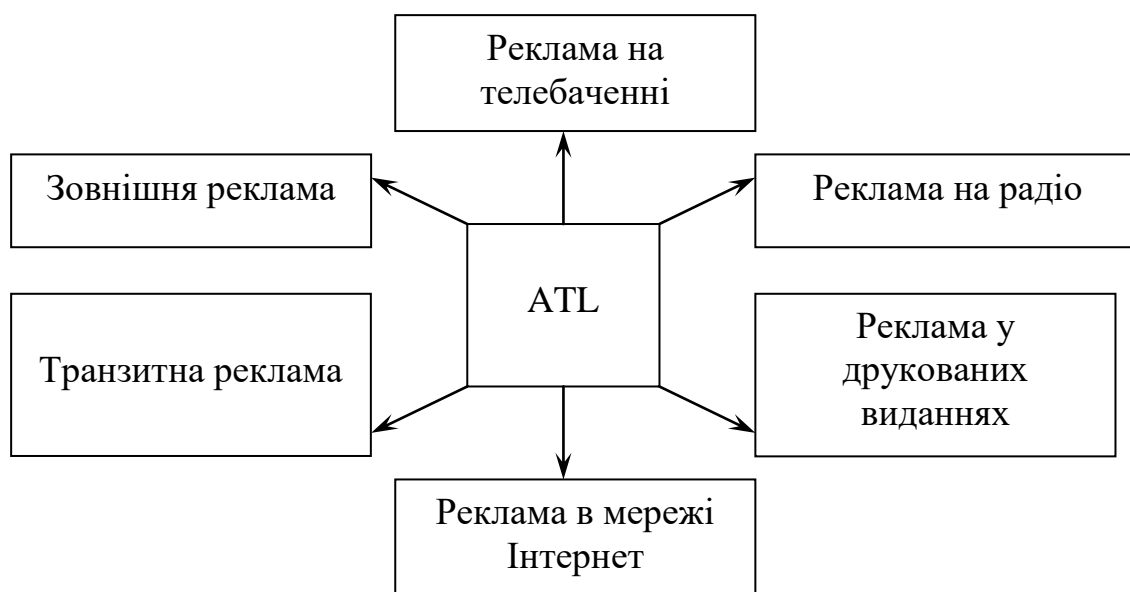 Реклама на
телебаченні
Зовнішня реклама
Реклама на радіо
ATL
Транзитна реклама
Реклама у
друкованих
виданнях
Реклама в мережі
Інтернет